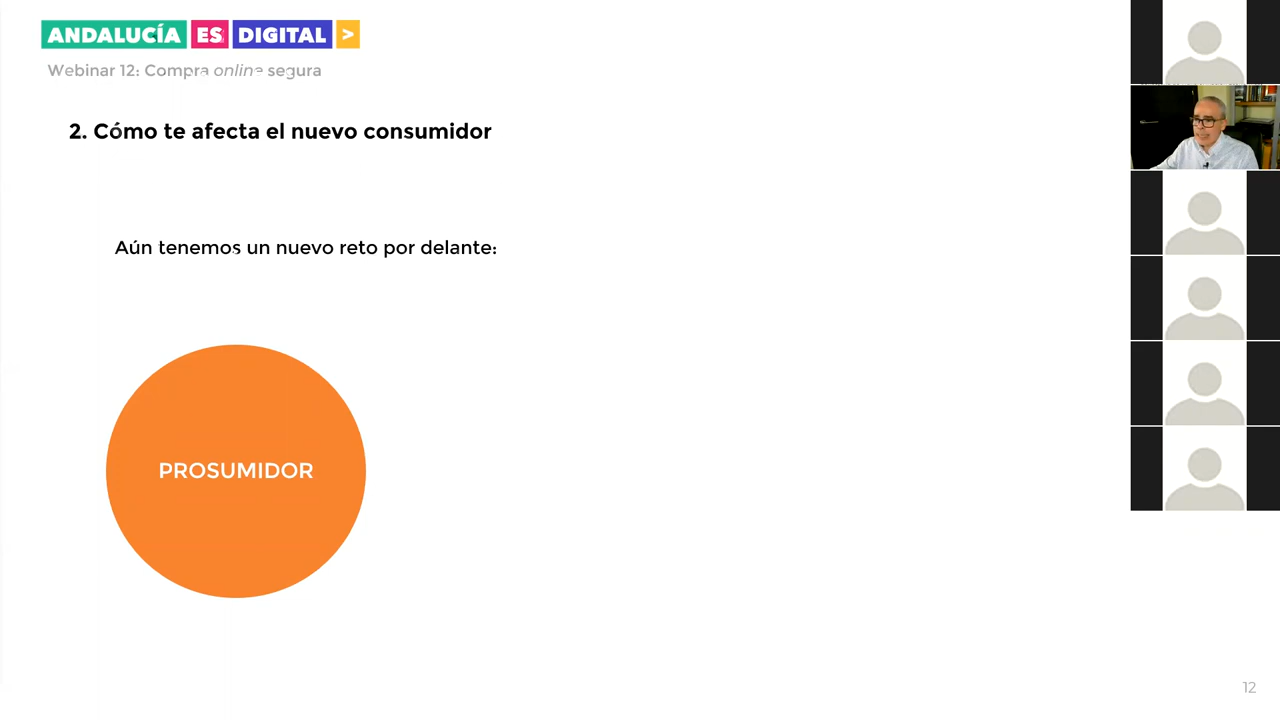 ANDALUCÍA ES DIGITAL >
Webinar 12: Compra online segura
2. Cómo te afecta el nuevo consumidor
Aún tenemos un nuevo reto por delante:
PROSUMIDOR
12